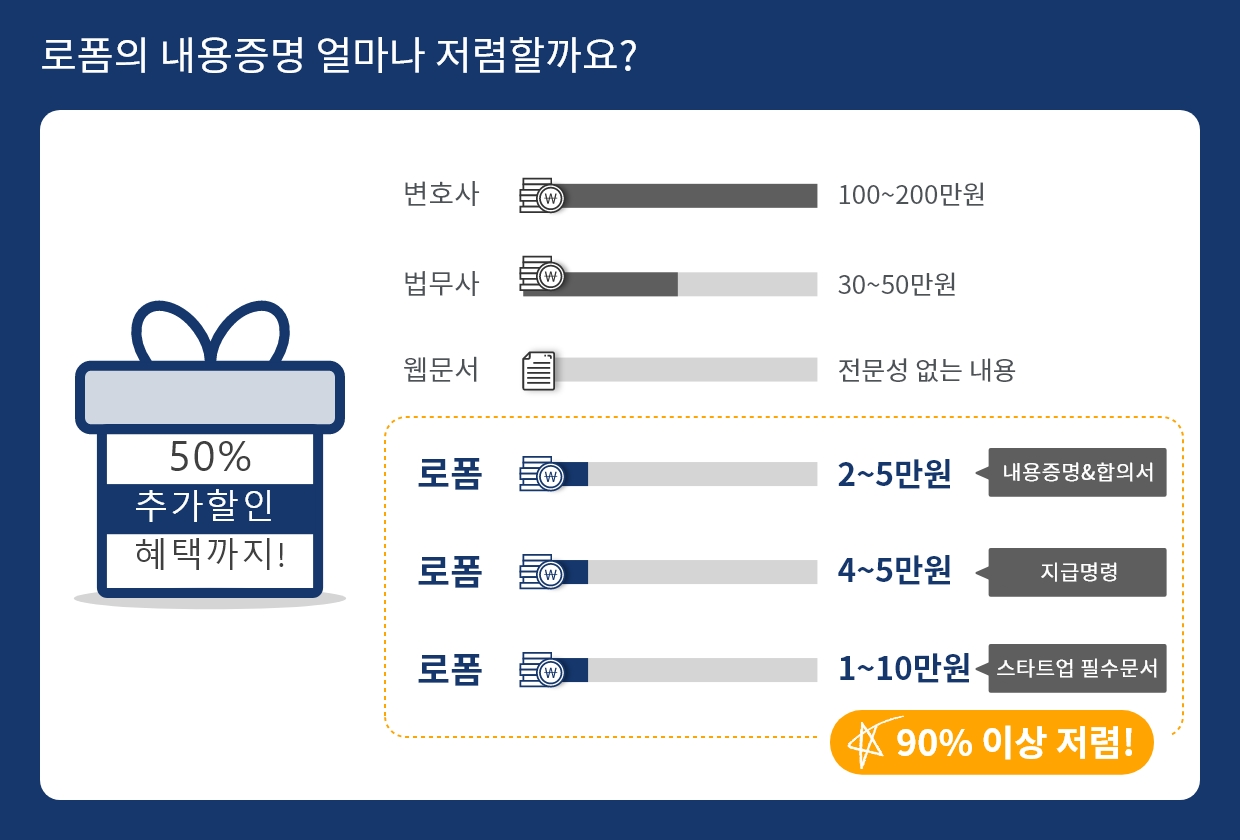 로폼의 내용증명 얼마나 저렴할까요?
변호사 100~200만원
법무사 30~50만원
웹문서 전문성 없는 내용
로폼 2~5만원 내용증명&합의서
로폼 4~5만원 지급명령
로폼 1~10만원 스타트업 필수문서
90% 이상 저렴!
50%
추가할인
혜택까지!